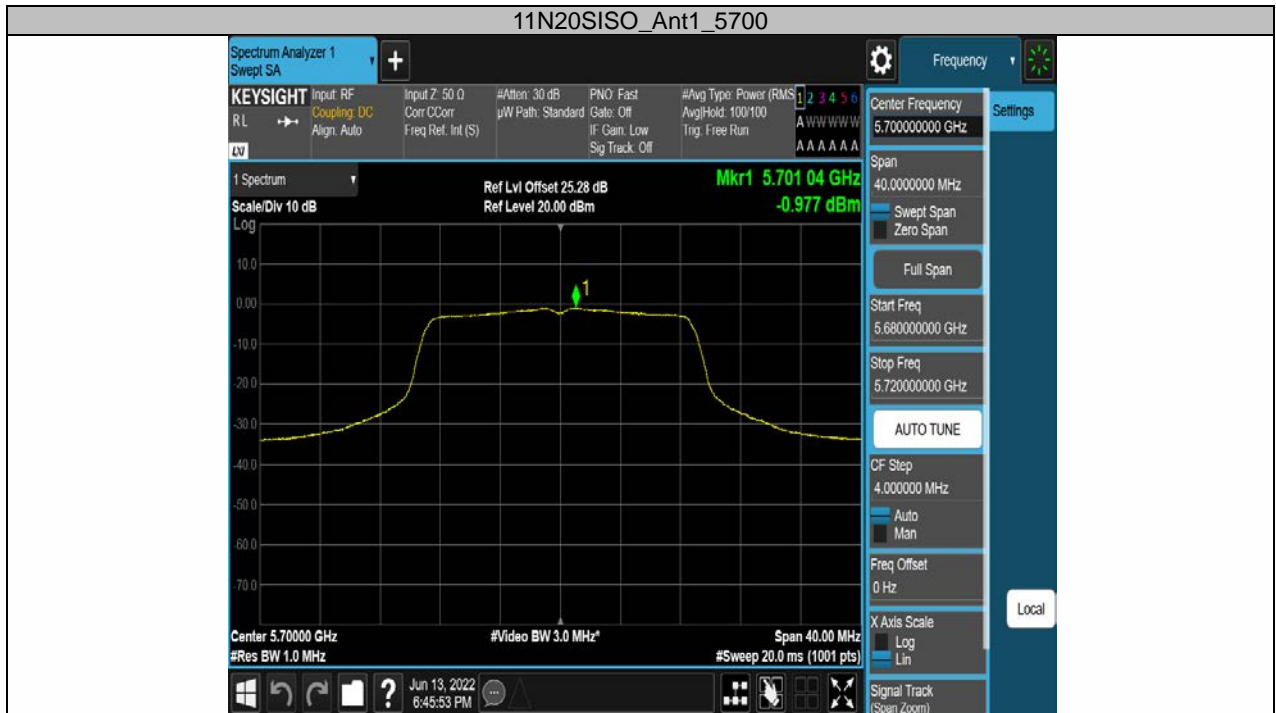 11N20SISO_Ant1_5700
Spectrum Analyzer 1
Swept SA
+
Frequency
KEYSIGHT
RL
LXI
Input: RF
Coupling: DC
Align: Auto
Input Z: 50 Ω
Corr CCorr
Freq Ref: Int (S)
#Atten: 30 dB
µW Path: Standard
PNO: Fast
Gate: Off
IF Gain: Low
Sig Track: Off
#Avg Type: Power (RMS
Avg|Hold: 100/100
Trig: Free Run
1 2 3 4 5 6
A W W W W W
A A A A A A
1 Spectrum
Scale/Div 10 dB
Ref Lvl Offset 25.28 dB
Ref Level 20.00 dBm
Mkr1 5.701 04 GHz
-0.977 dBm
Log
10.0
0.00
-10.0
-20.0
-30.0
-40.0
-50.0
-60.0
-70.0
1
Center 5.70000 GHz
#Res BW 1.0 MHz
#Video BW 3.0 MHz*
Span 40.00 MHz
#Sweep 20.0 ms (1001 pts)
Center Frequency
5.700000000 GHz
Span
40.0000000 MHz
Swept Span
Zero Span
Full Span
Start Freq
5.680000000 GHz
Stop Freq
5.720000000 GHz
AUTO TUNE
CF Step
4.000000 MHz
Auto
Man
Freq Offset
0 Hz
X Axis Scale
Log
Lin
Signal Track
(Span Zoom)
Settings
Local
?
Jun 13, 2022
6:45:53 PM